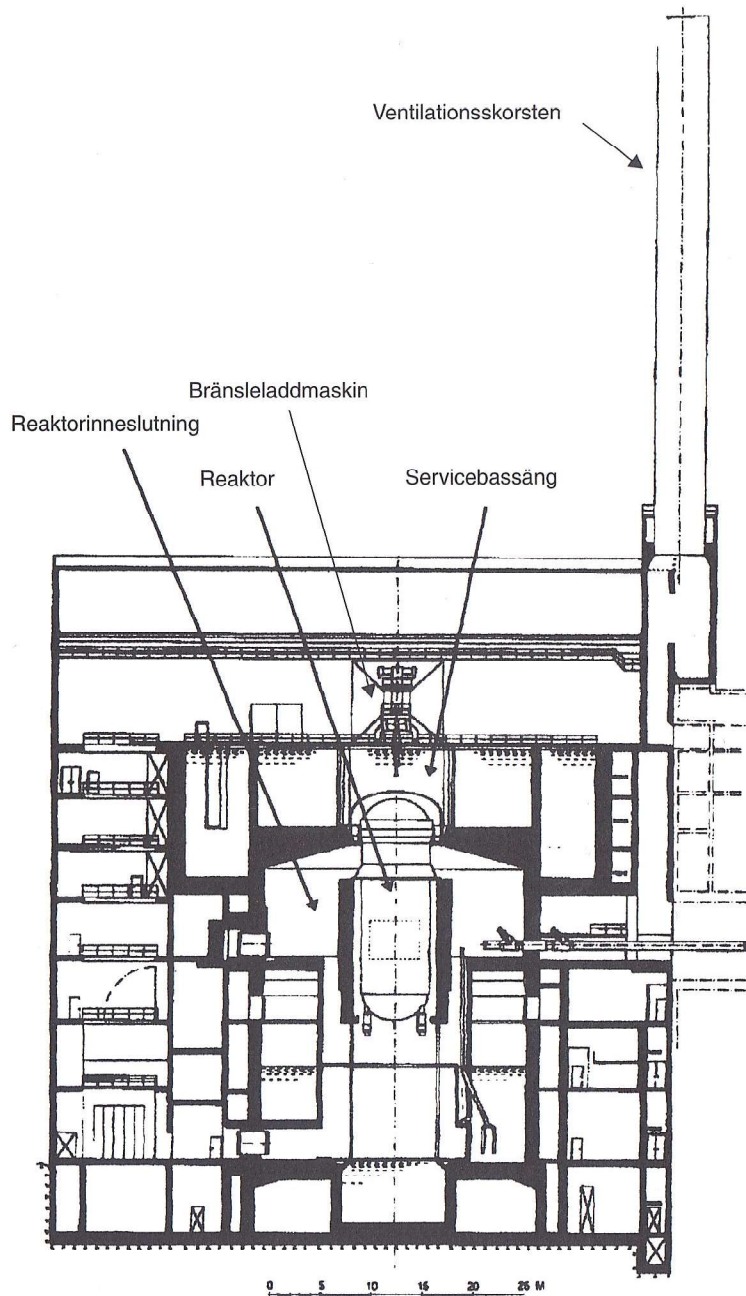 Ventilationsskorsten
Bränsleladdmaskin
Reaktorinneslutning
Reaktor
Servicebassäng
0 5 10 15 20 25 M